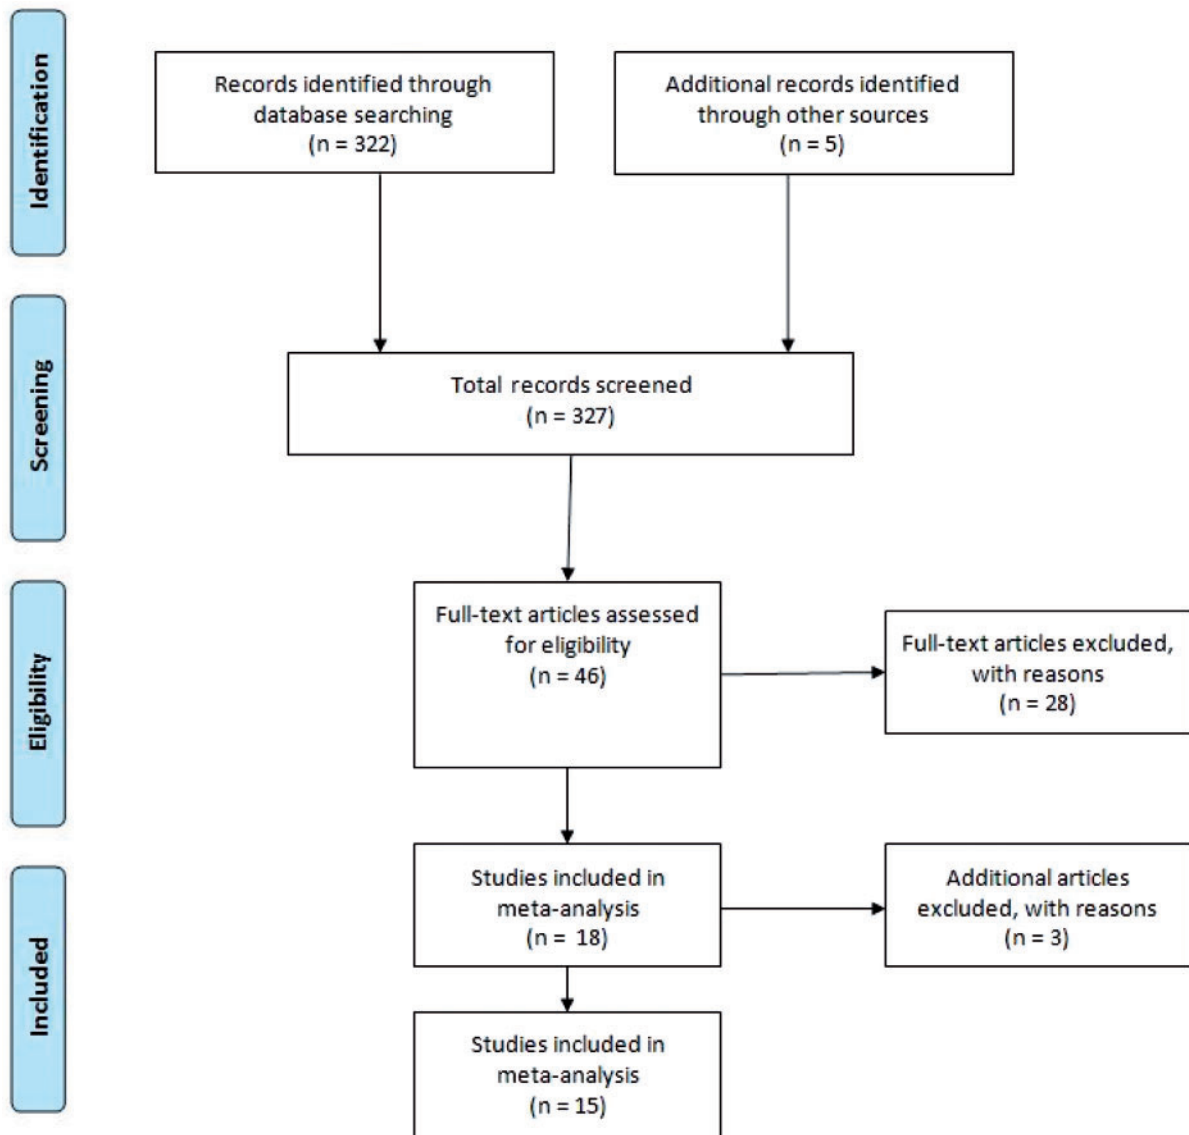 Identification
Records identified through
database searching
(n = 322)
Additional records identified
through other sources
(n = 5)
Screening
Total records screened
(n = 327)
Eligibility
Full-text articles assessed
for eligibility
(n = 46)
Full-text articles excluded,
with reasons
(n = 28)
Included
Studies included in
meta-analysis
(n = 18)
Additional articles
excluded, with reasons
(n = 3)
Studies included in
meta-analysis
(n = 15)